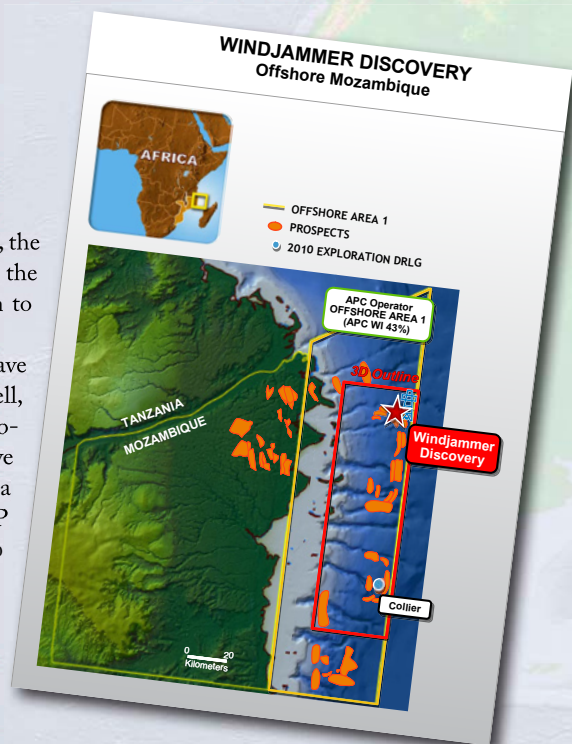 WINDJAMMER DISCOVERY
Offshore Mozambique
AFRICA
OFFSHORE AREA 1
PROSPECTS
2010 EXPLORATION DRLG
, the
the
to
ave
ell,
o-
ve
a
P
APC Operator
OFFSHORE AREA 1
(APC WI 43%)
3D Outline
TANZANIA
MOZAMBIQUE
Windjammer
Discovery
Collier
0 20
Kilometers